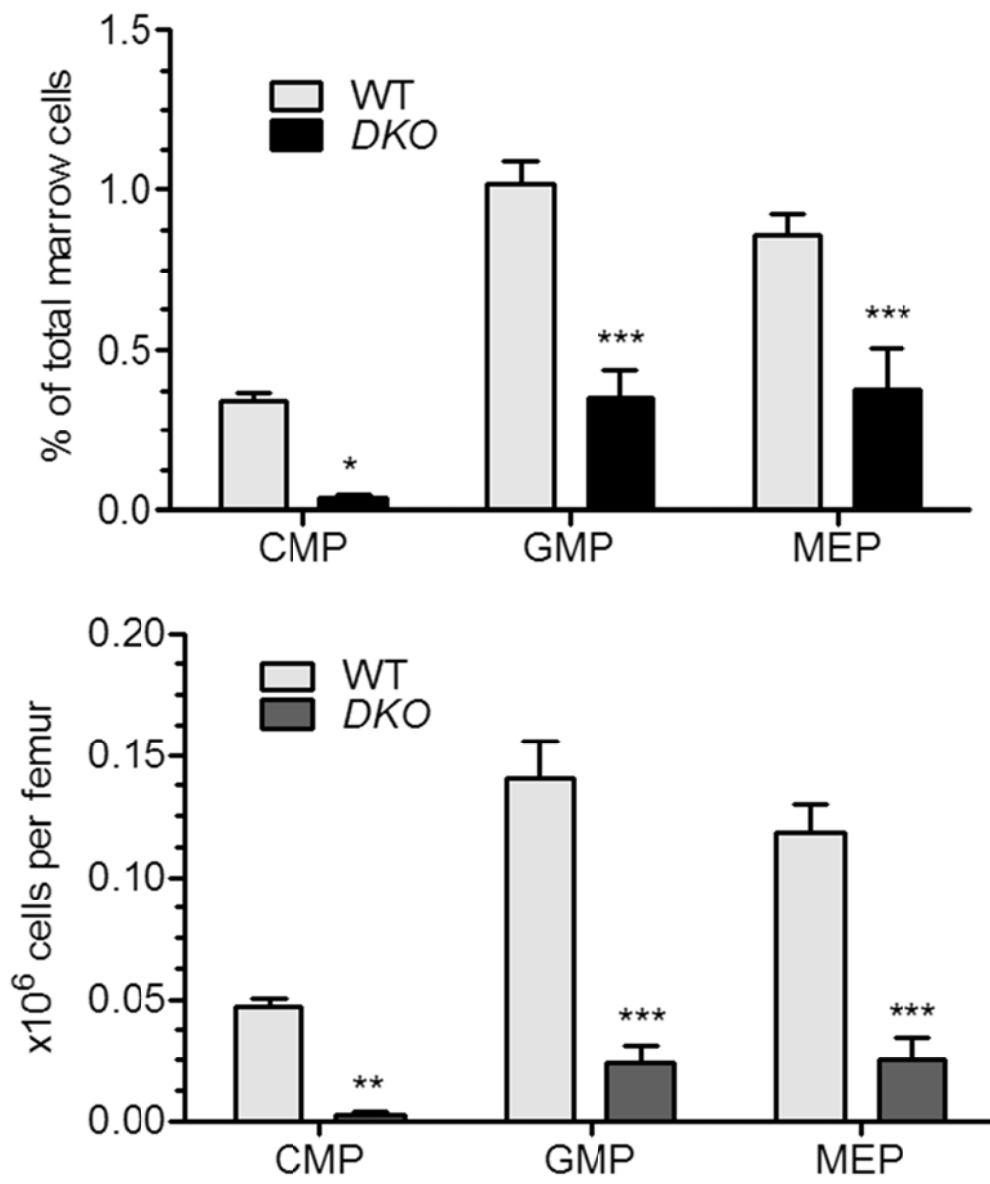 % of total marrow cells
1.5
1.0
0.5
0.0
WT
DKO
*
***
***
CMP GMP MEP
x10⁶ cells per femur
0.20
0.15
0.10
0.05
0.00
WT
DKO
**
***
***
CMP GMP MEP